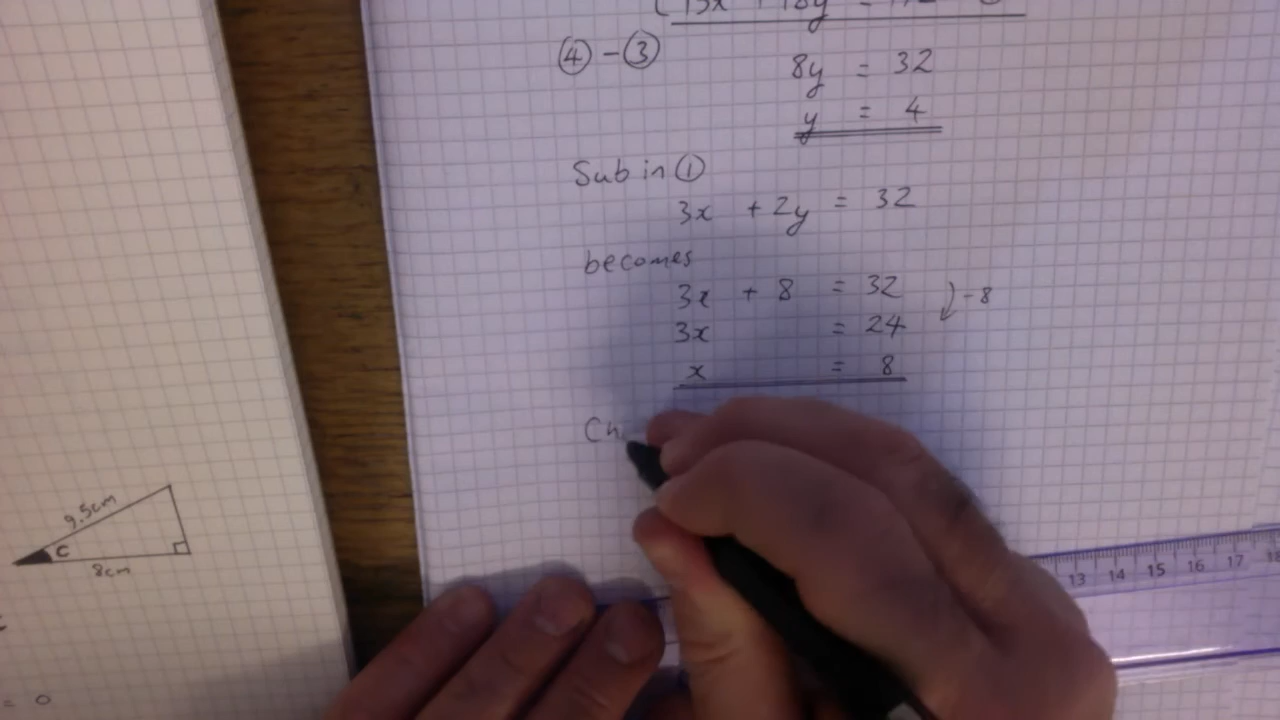 ④ - ③
8y = 32
y = 4
Sub in ①
3x + 2y = 32
becomes
3x + 8 = 32
-8
3x = 24
x = 8
Ch
9.5cm
C
8cm
= 0
13 14 15 16 17